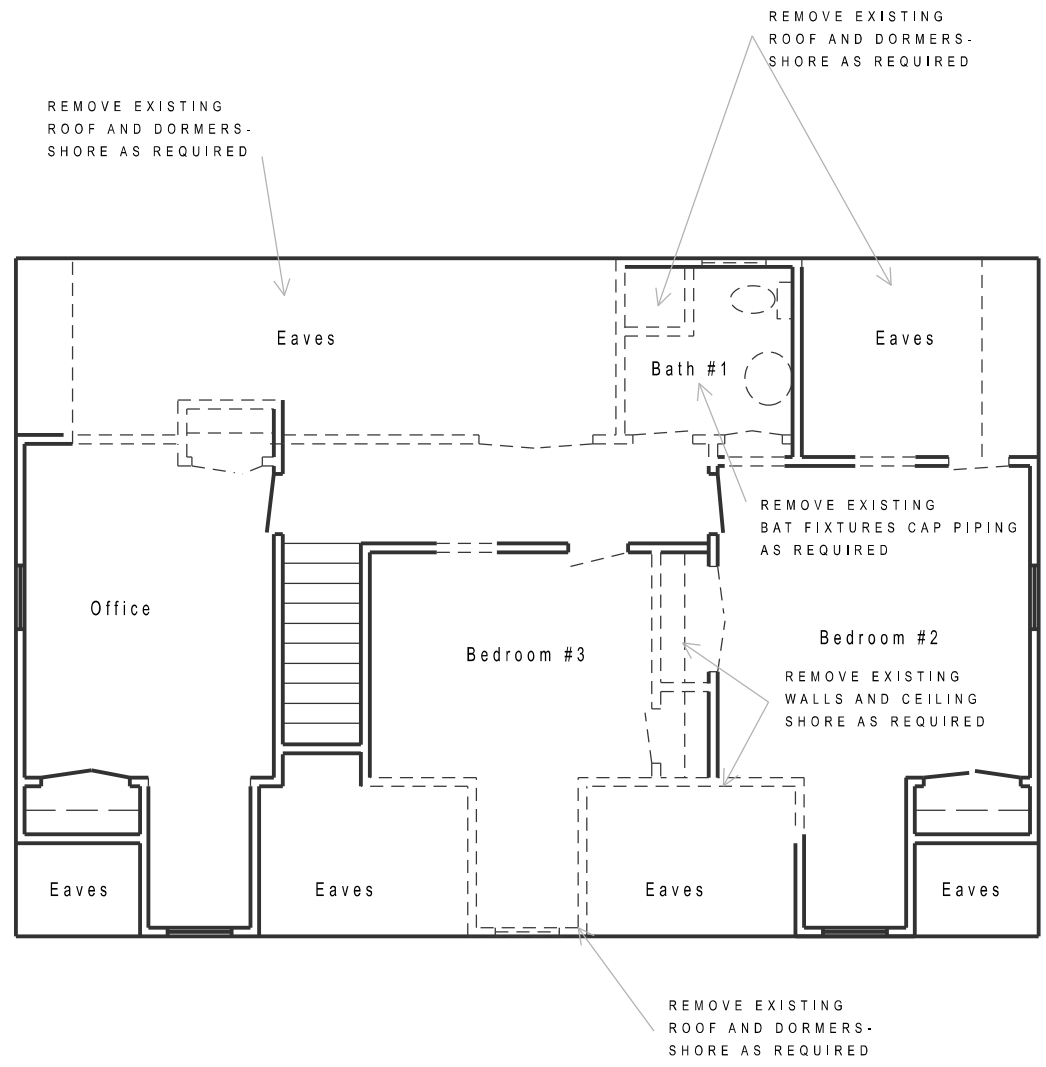 REMOVE EXISTING
ROOF AND DORMERS-
SHORE AS REQUIRED
REMOVE EXISTING
ROOF AND DORMERS-
SHORE AS REQUIRED
Eaves
Eaves
Bath #1
REMOVE EXISTING
BAT FIXTURES CAP PIPING
AS REQUIRED
Office
Bedroom #3
Bedroom #2
REMOVE EXISTING
WALLS AND CEILING
SHORE AS REQUIRED
Eaves
Eaves
Eaves
Eaves
REMOVE EXISTING
ROOF AND DORMERS-
SHORE AS REQUIRED